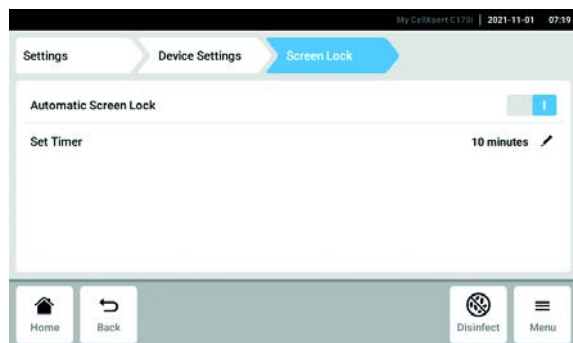 My CellXpert C170i | 2021-11-01 07:19
Settings Device Settings Screen Lock
Automatic Screen Lock
Set Timer 10 minutes
Home Back Disinfect Menu